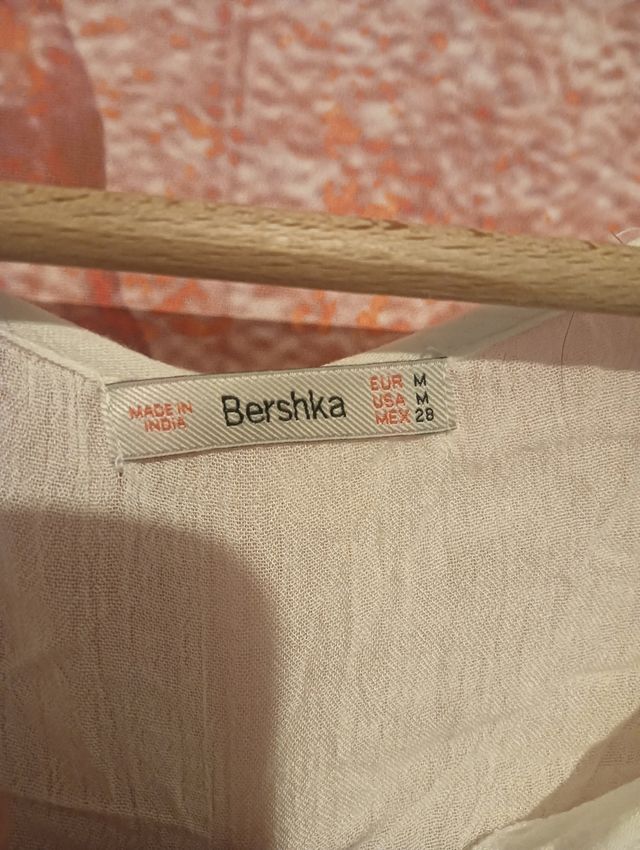 MADE IN
INDIA
Bershka
EUR M
USA M
MEX 28